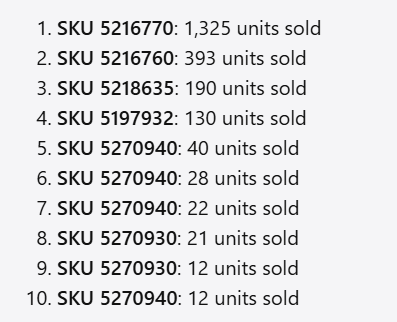 1. SKU 5216770: 1,325 units sold
2. SKU 5216760: 393 units sold
3. SKU 5218635: 190 units sold
4. SKU 5197932: 130 units sold
5. SKU 5270940: 40 units sold
6. SKU 5270940: 28 units sold
7. SKU 5270940: 22 units sold
8. SKU 5270930: 21 units sold
9. SKU 5270930: 12 units sold
10. SKU 5270940: 12 units sold